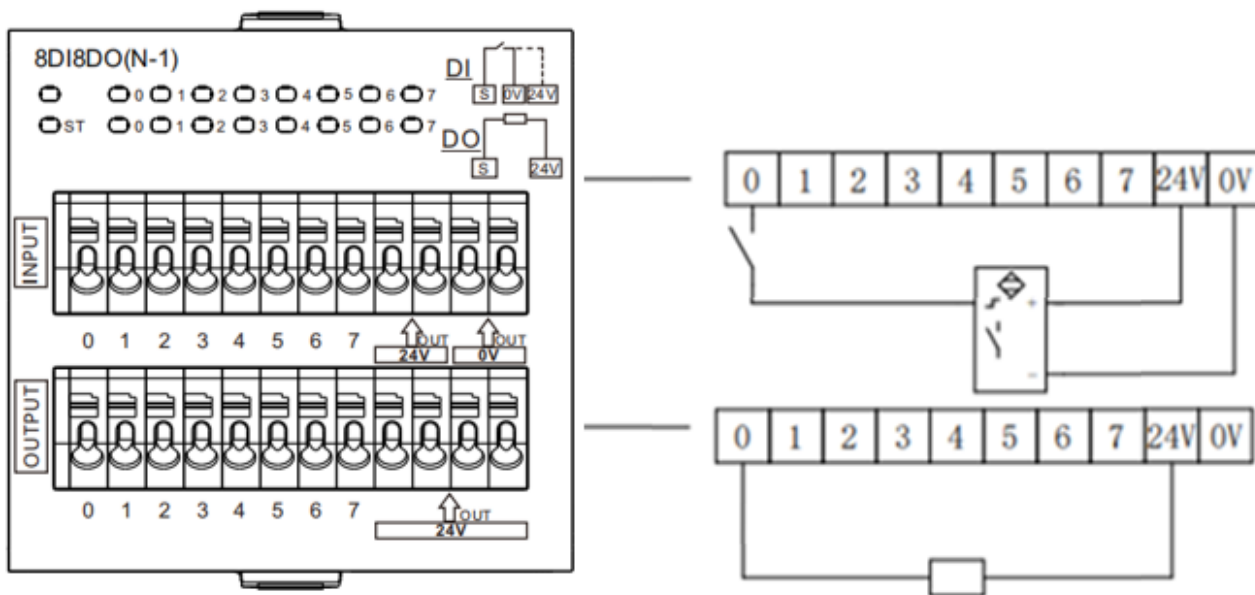 8DI8DO(N-1)
DI
S 0V 24V
0 1 2 3 4 5 6 7
ST 0 1 2 3 4 5 6 7
DO
S 24V
INPUT
0 1 2 3 4 5 6 7
OUT OUT
24V 0V
OUTPUT
0 1 2 3 4 5 6 7
OUT
24V
0 1 2 3 4 5 6 7 24V 0V
+
−
0 1 2 3 4 5 6 7 24V 0V